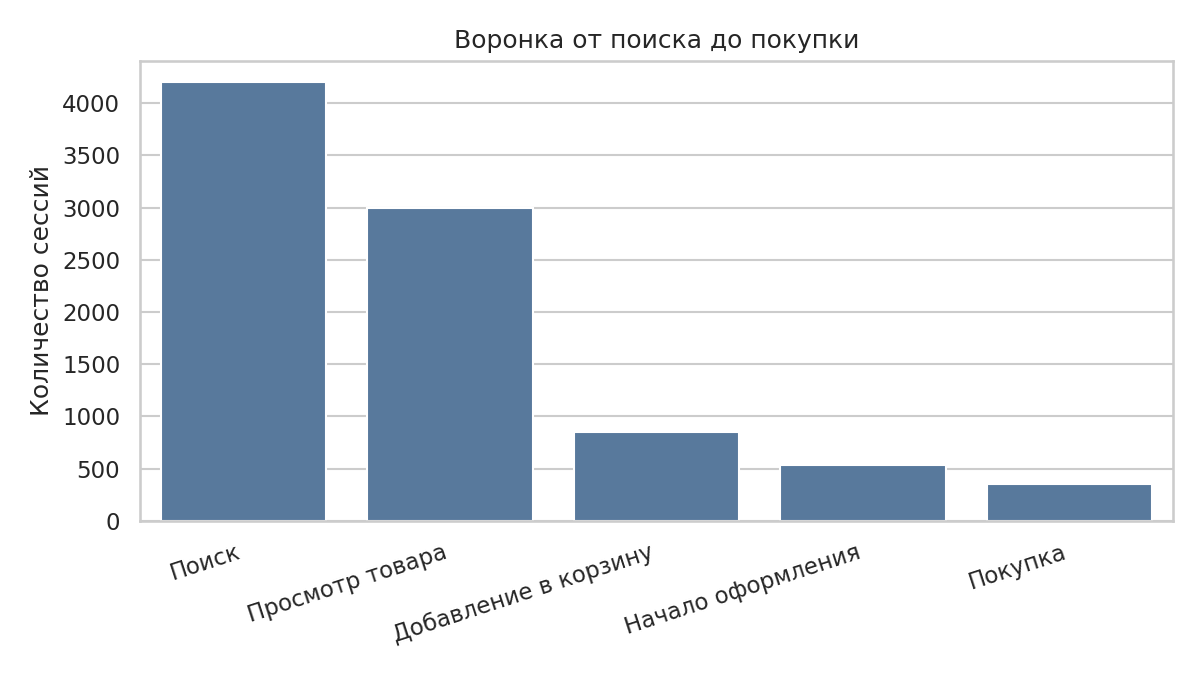 Воронка от поиска до покупки
Количество сессий
4000
3500
3000
2500
2000
1500
1000
500
0
Поиск
Просмотр товара
Добавление в корзину
Начало оформления
Покупка